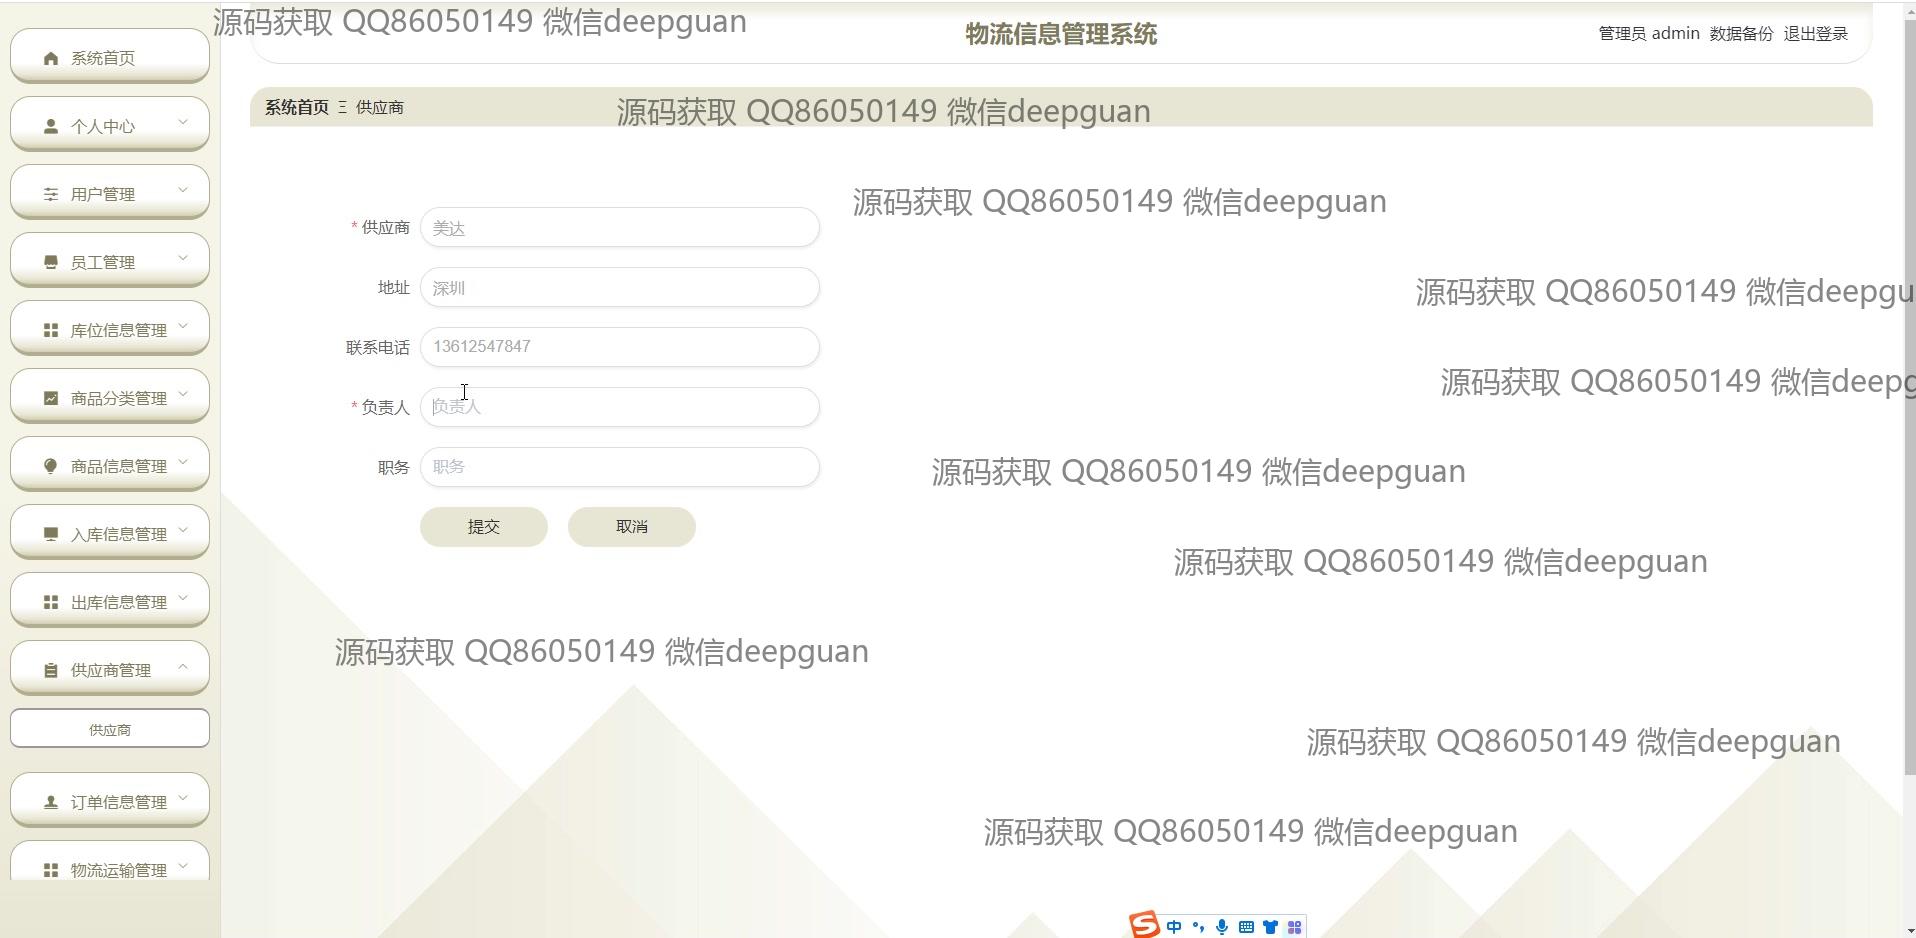 源码获取 QQ86050149 微信deepguan
物流信息管理系统
管理员 admin 数据备份 退出登录
系统首页
个人中心
用户管理
员工管理
库位信息管理
商品分类管理
商品信息管理
入库信息管理
出库信息管理
供应商管理
供应商
订单信息管理
物流运输管理
系统首页 Ξ 供应商
源码获取 QQ86050149 微信deepguan
源码获取 QQ86050149 微信deepguan
* 供应商 美达
地址 深圳
源码获取 QQ86050149 微信deepgu
联系电话 13612547847
源码获取 QQ86050149 微信deepg
* 负责人 负责人
职务 职务
源码获取 QQ86050149 微信deepguan
提交 取消
源码获取 QQ86050149 微信deepguan
源码获取 QQ86050149 微信deepguan
源码获取 QQ86050149 微信deepguan
源码获取 QQ86050149 微信deepguan
S 中